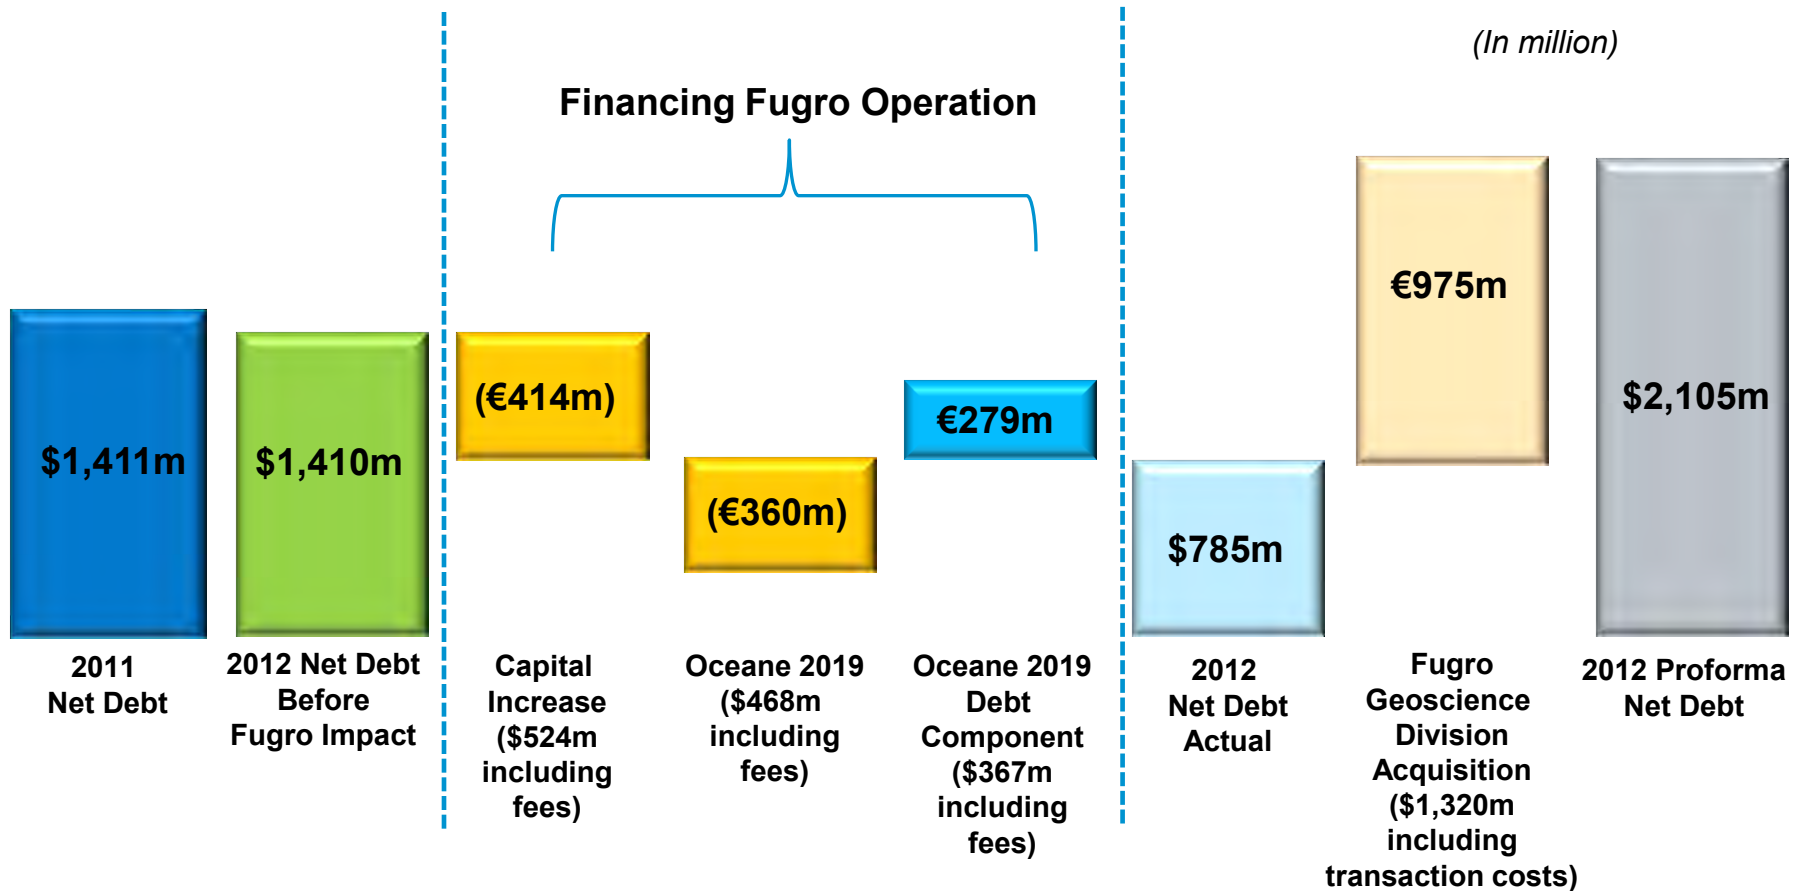 (In million)
Financing Fugro Operation
$1,411m
$1,410m
(€414m)
(€360m)
€279m
$785m
€975m
$2,105m
2011
Net Debt
2012 Net Debt
Before
Fugro Impact
Capital
Increase
($524m
including
fees)
Oceane 2019
($468m
including
fees)
Oceane 2019
Debt
Component
($367m
including
fees)
2012
Net Debt
Actual
Fugro
Geoscience
Division
Acquisition
($1,320m
including
transaction costs)
2012 Proforma
Net Debt